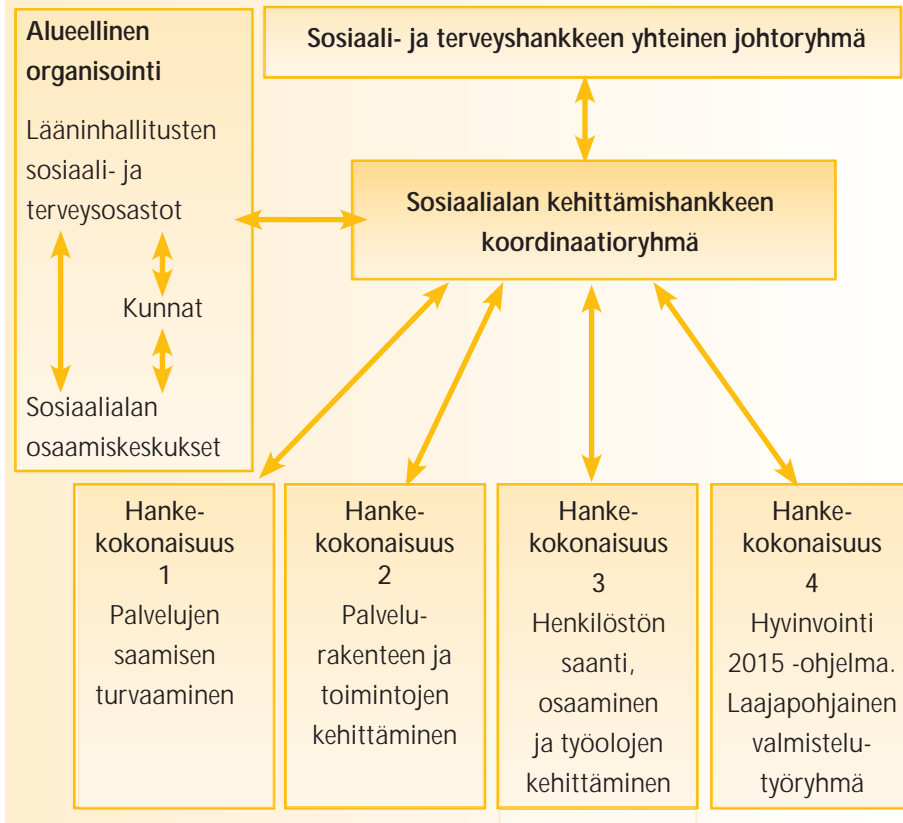 Alueellinen
organisointi
Lääninhallitusten
sosiaali- ja
terveysosastot
Kunnat
Sosiaalialan
osaamiskeskukset
Sosiaali- ja terveyshankkeen yhteinen johtoryhmä
Sosiaalialan kehittämishankkeen
koordinaatioryhmä
Hanke-
kokonaisuus
1
Palvelujen
saamisen
turvaaminen
Hanke-
kokonaisuus
2
Palvelu-
rakenteen ja
toimintojen
kehittäminen
Hanke-
kokonaisuus
3
Henkilöstön
saanti,
osaaminen
ja työolojen
kehittäminen
Hanke-
kokonaisuus
4
Hyvinvointi
2015 -ohjelma.
Laajapohjainen
valmistelu-
työryhmä